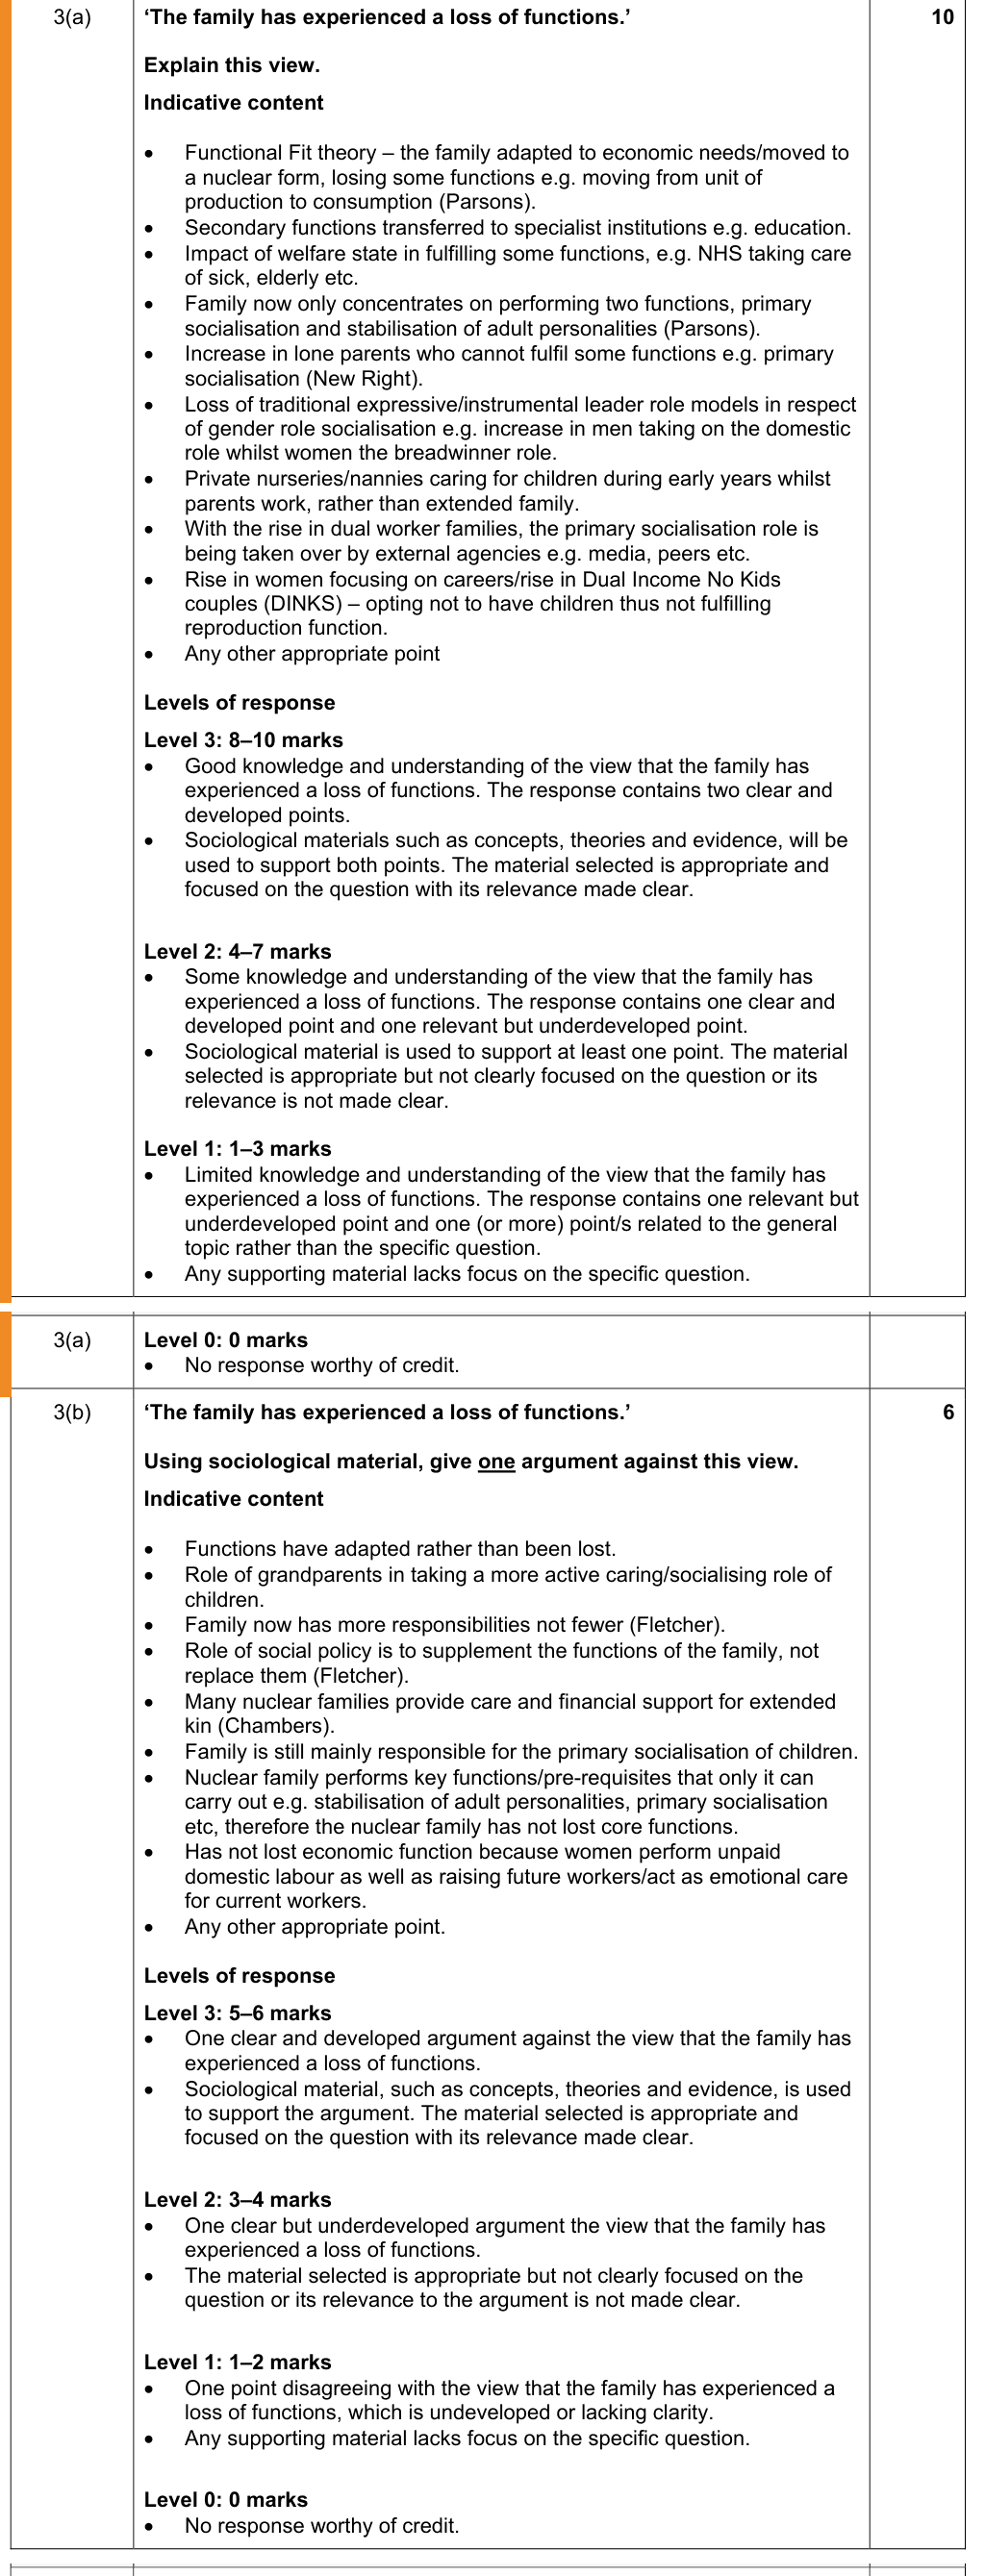 3(a) ‘The family has experienced a loss of functions.’ 10
Explain this view.
Indicative content
• Functional Fit theory – the family adapted to economic needs/moved to
a nuclear form, losing some functions e.g. moving from unit of
production to consumption (Parsons).
• Secondary functions transferred to specialist institutions e.g. education.
• Impact of welfare state in fulfilling some functions, e.g. NHS taking care
of sick, elderly etc.
• Family now only concentrates on performing two functions, primary
socialisation and stabilisation of adult personalities (Parsons).
• Increase in lone parents who cannot fulfil some functions e.g. primary
socialisation (New Right).
• Loss of traditional expressive/instrumental leader role models in respect
of gender role socialisation e.g. increase in men taking on the domestic
role whilst women the breadwinner role.
• Private nurseries/nannies caring for children during early years whilst
parents work, rather than extended family.
• With the rise in dual worker families, the primary socialisation role is
being taken over by external agencies e.g. media, peers etc.
• Rise in women focusing on careers/rise in Dual Income No Kids
couples (DINKS) – opting not to have children thus not fulfilling
reproduction function.
• Any other appropriate point
Levels of response
Level 3: 8–10 marks
• Good knowledge and understanding of the view that the family has
experienced a loss of functions. The response contains two clear and
developed points.
• Sociological materials such as concepts, theories and evidence, will be
used to support both points. The material selected is appropriate and
focused on the question with its relevance made clear.
Level 2: 4–7 marks
• Some knowledge and understanding of the view that the family has
experienced a loss of functions. The response contains one clear and
developed point and one relevant but underdeveloped point.
• Sociological material is used to support at least one point. The material
selected is appropriate but not clearly focused on the question or its
relevance is not made clear.
Level 1: 1–3 marks
• Limited knowledge and understanding of the view that the family has
experienced a loss of functions. The response contains one relevant but
underdeveloped point and one (or more) point/s related to the general
topic rather than the specific question.
• Any supporting material lacks focus on the specific question.
3(a) Level 0: 0 marks
• No response worthy of credit.
3(b) ‘The family has experienced a loss of functions.’ 6
Using sociological material, give one argument against this view.
Indicative content
• Functions have adapted rather than been lost.
• Role of grandparents in taking a more active caring/socialising role of
children.
• Family now has more responsibilities not fewer (Fletcher).
• Role of social policy is to supplement the functions of the family, not
replace them (Fletcher).
• Many nuclear families provide care and financial support for extended
kin (Chambers).
• Family is still mainly responsible for the primary socialisation of children.
• Nuclear family performs key functions/pre-requisites that only it can
carry out e.g. stabilisation of adult personalities, primary socialisation
etc, therefore the nuclear family has not lost core functions.
• Has not lost economic function because women perform unpaid
domestic labour as well as raising future workers/act as emotional care
for current workers.
• Any other appropriate point.
Levels of response
Level 3: 5–6 marks
• One clear and developed argument against the view that the family has
experienced a loss of functions.
• Sociological material, such as concepts, theories and evidence, is used
to support the argument. The material selected is appropriate and
focused on the question with its relevance made clear.
Level 2: 3–4 marks
• One clear but underdeveloped argument the view that the family has
experienced a loss of functions.
• The material selected is appropriate but not clearly focused on the
question or its relevance to the argument is not made clear.
Level 1: 1–2 marks
• One point disagreeing with the view that the family has experienced a
loss of functions, which is undeveloped or lacking clarity.
• Any supporting material lacks focus on the specific question.
Level 0: 0 marks
• No response worthy of credit.